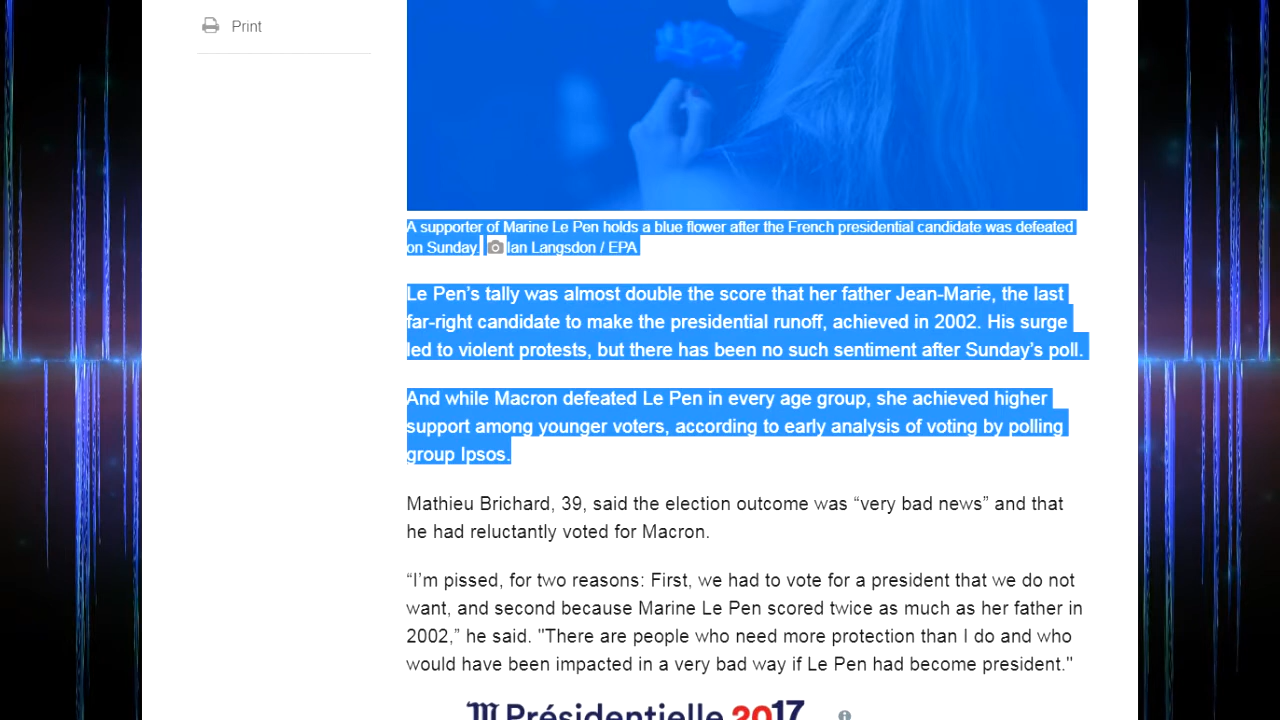 Print
A supporter of Marine Le Pen holds a blue flower after the French presidential candidate was defeated
on Sunday. Ian Langsdon / EPA
Le Pen’s tally was almost double the score that her father Jean-Marie, the last
far-right candidate to make the presidential runoff, achieved in 2002. His surge
led to violent protests, but there has been no such sentiment after Sunday’s poll.
And while Macron defeated Le Pen in every age group, she achieved higher
support among younger voters, according to early analysis of voting by polling
group Ipsos.
Mathieu Brichard, 39, said the election outcome was “very bad news” and that
he had reluctantly voted for Macron.
“I’m pissed, for two reasons: First, we had to vote for a president that we do not
want, and second because Marine Le Pen scored twice as much as her father in
2002,” he said. "There are people who need more protection than I do and who
would have been impacted in a very bad way if Le Pen had become president."
Présidentielle 2017